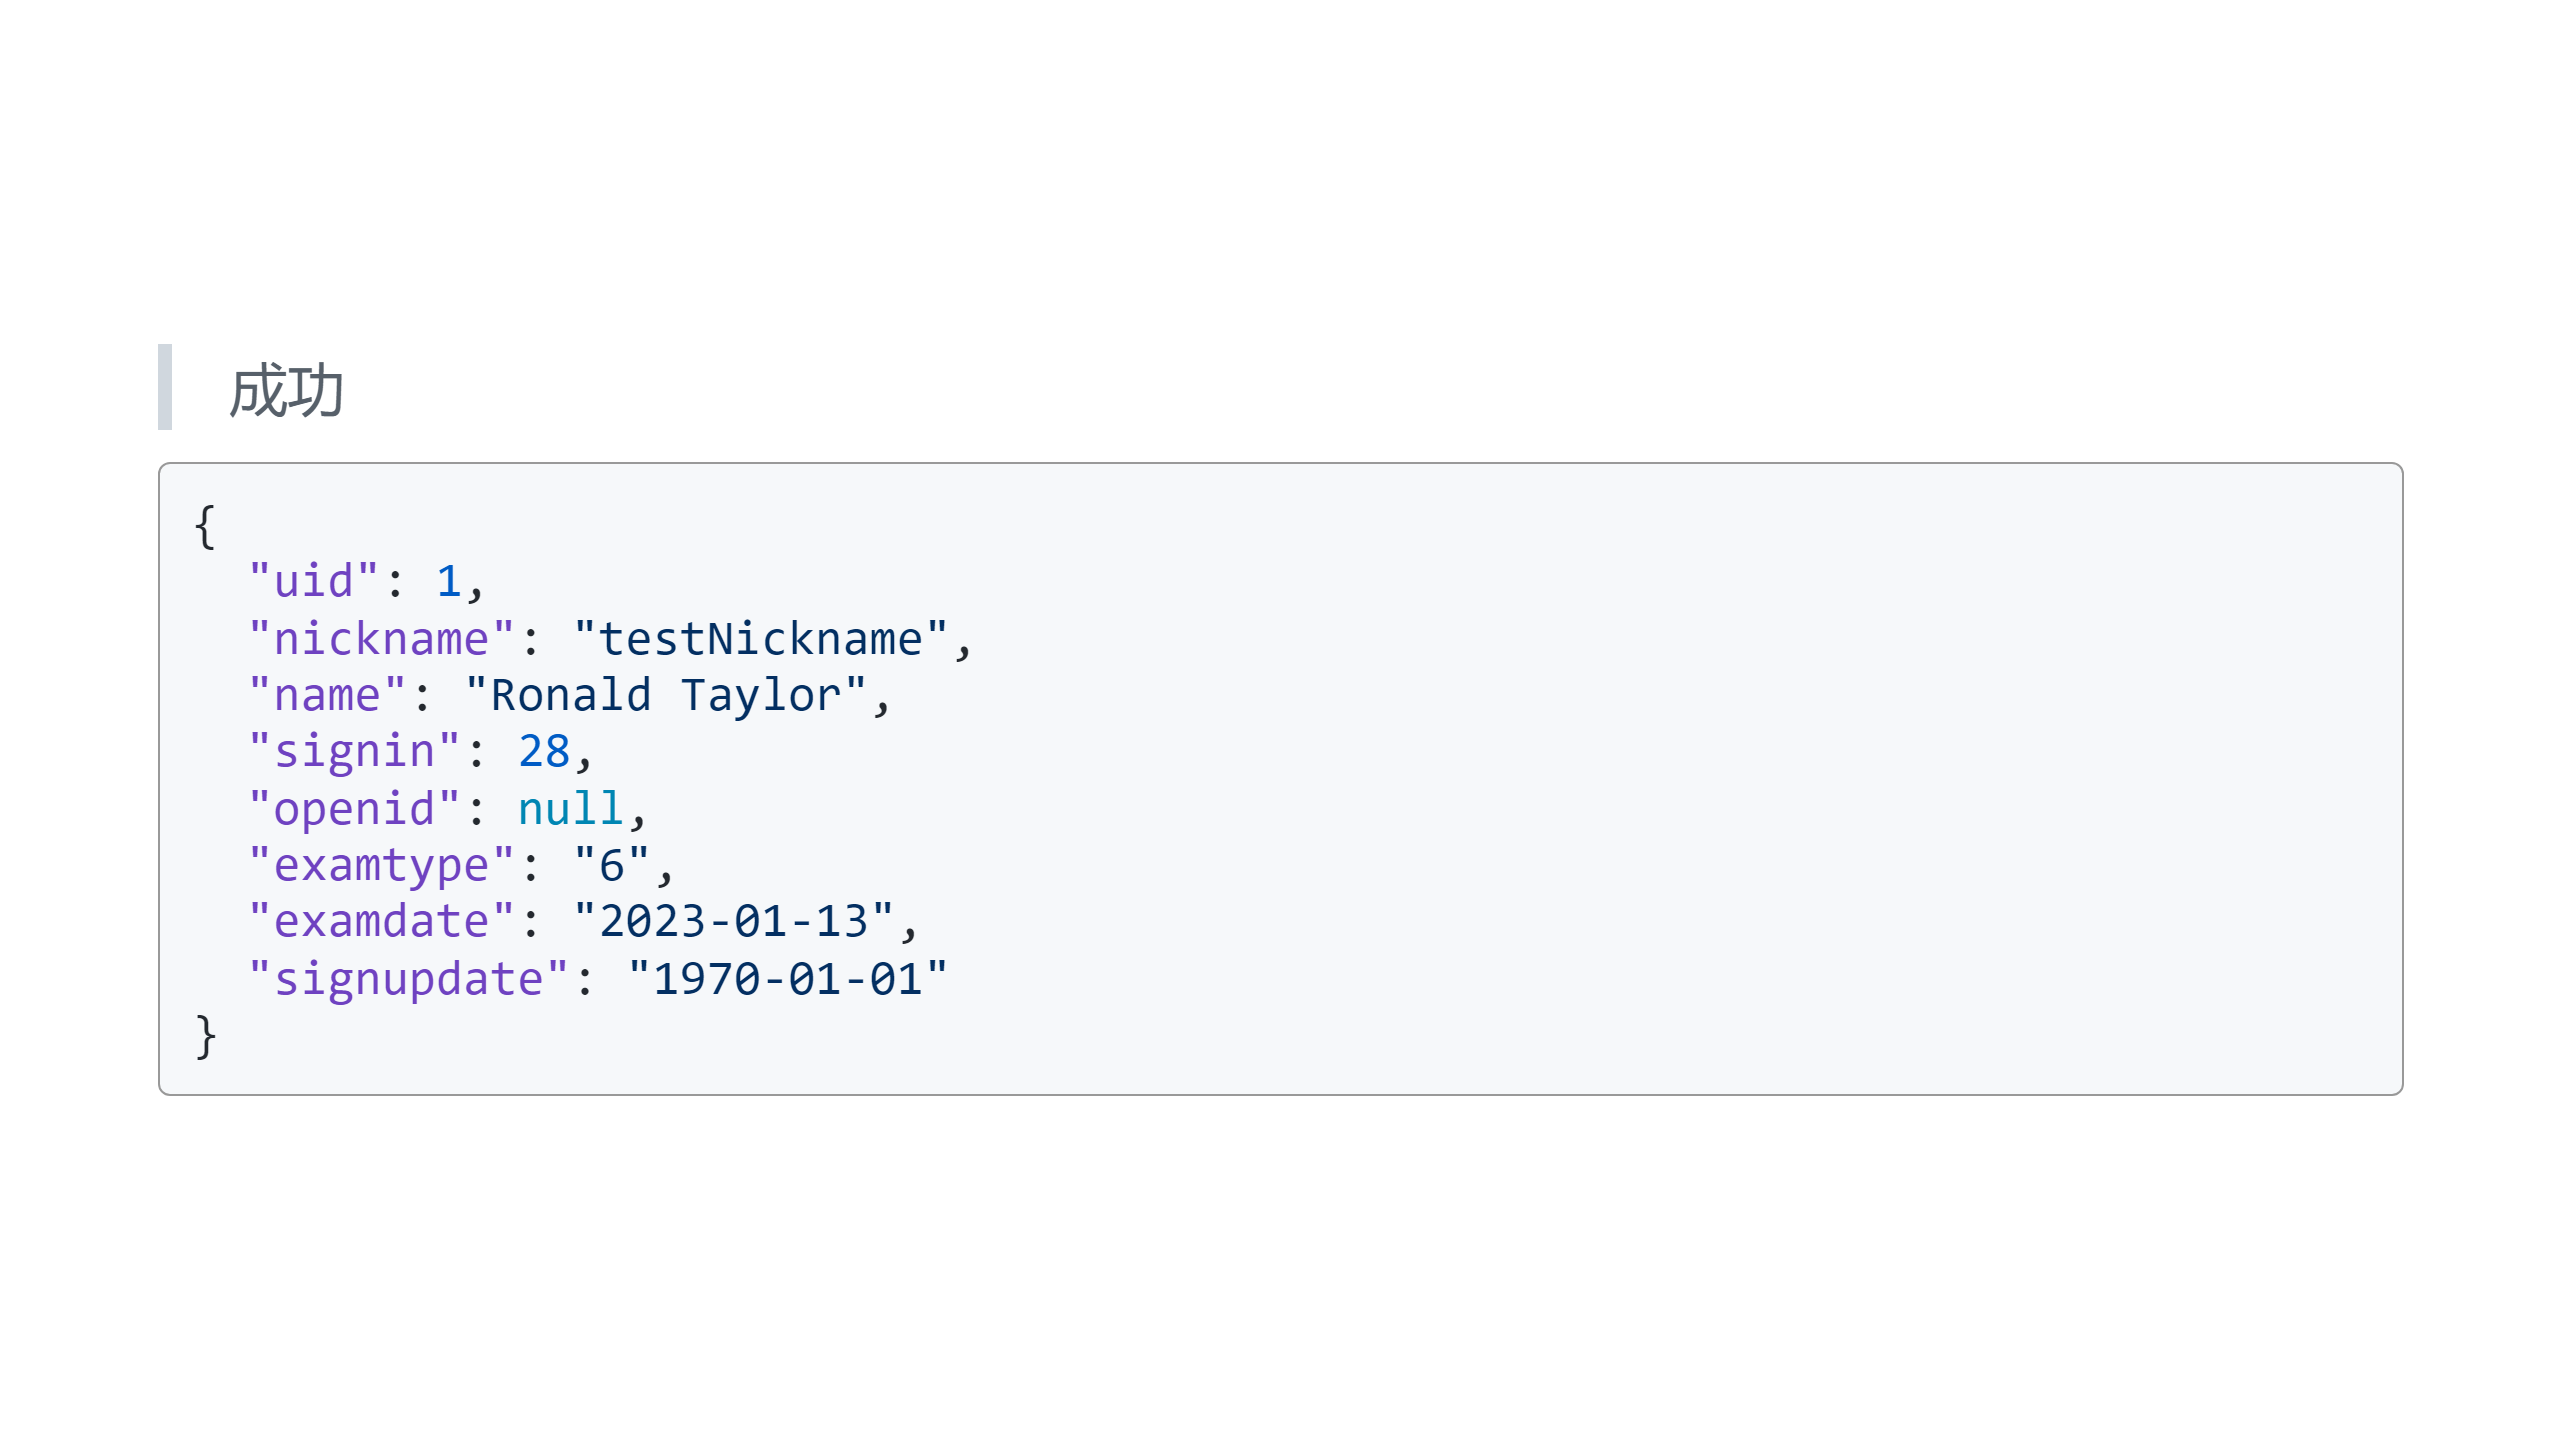 成功
{
  "uid": 1,
  "nickname": "testNickname",
  "name": "Ronald Taylor",
  "signin": 28,
  "openid": null,
  "examtype": "6",
  "examdate": "2023-01-13",
  "signupdate": "1970-01-01"
}